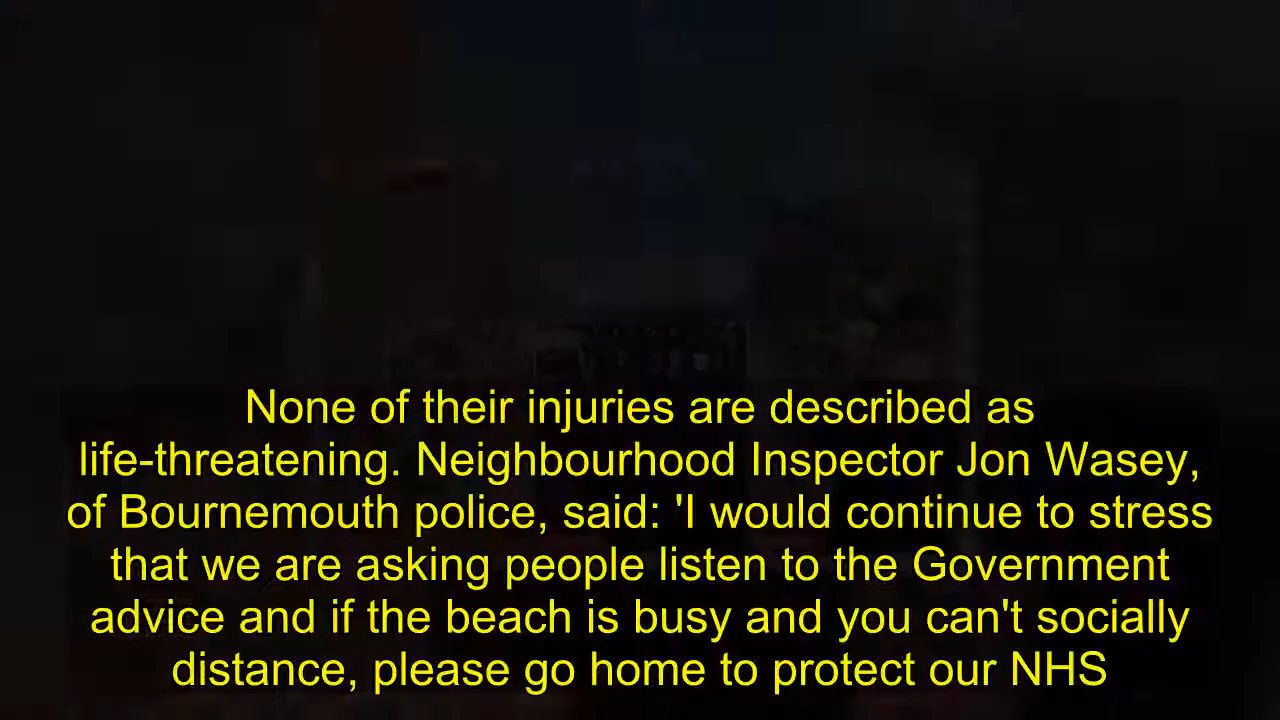 None of their injuries are described as
life-threatening. Neighbourhood Inspector Jon Wasey,
of Bournemouth police, said: 'I would continue to stress
that we are asking people listen to the Government
advice and if the beach is busy and you can't socially
distance, please go home to protect our NHS